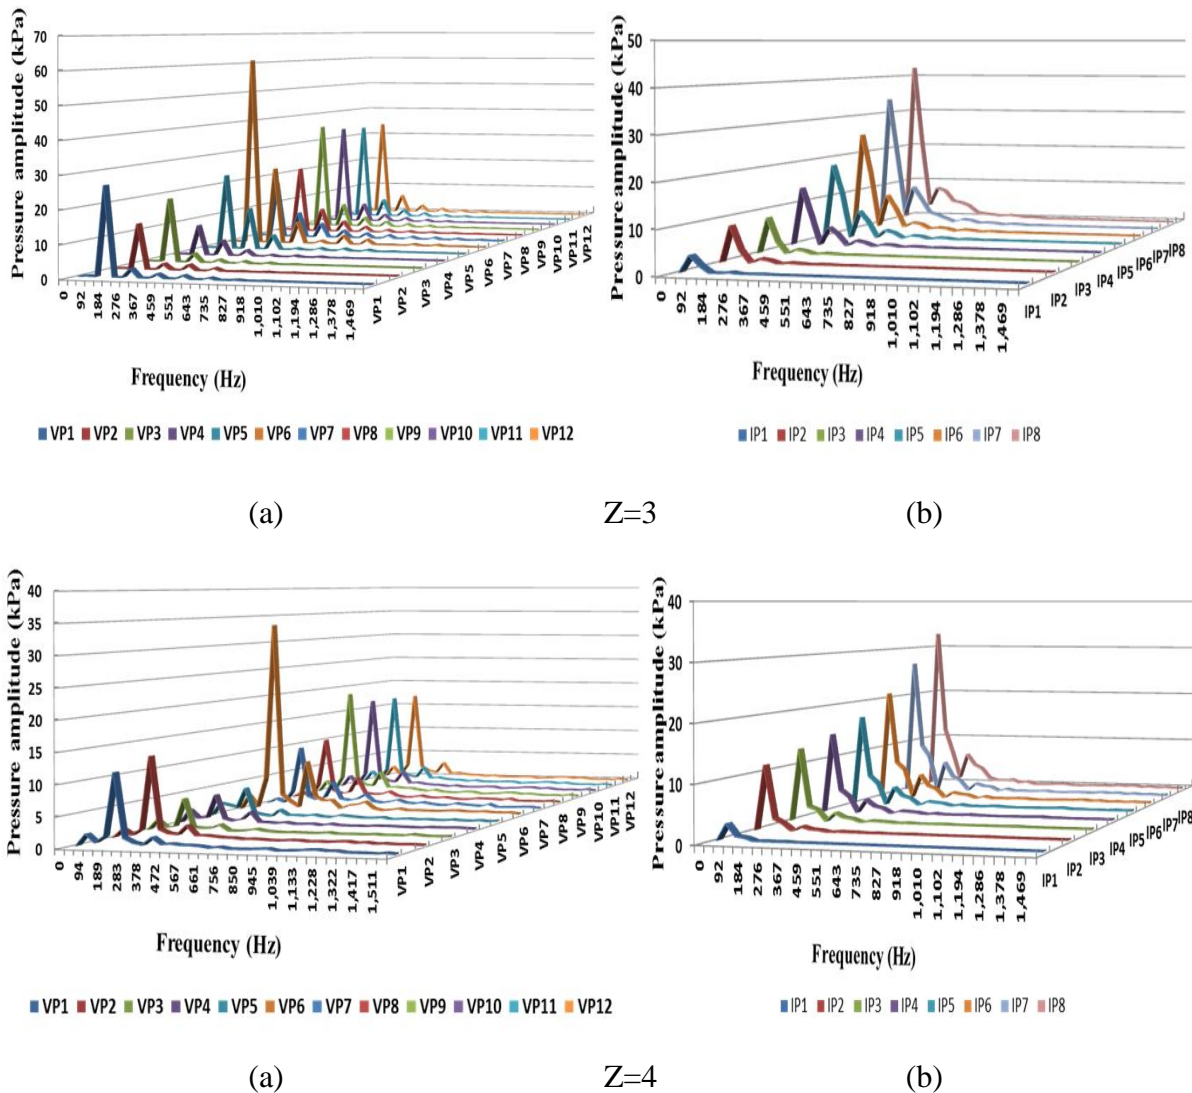 Pressure amplitude (kPa)
70
60
50
40
30
20
10
0
0
92
184
276
367
459
551
643
735
827
918
1,010
1,102
1,194
1,286
1,378
1,469
VP1
VP2
VP3
VP4
VP5
VP6
VP7
VP8
VP9
VP10
VP11
VP12
Frequency (Hz)
VP1 VP2 VP3 VP4 VP5 VP6 VP7 VP8 VP9 VP10 VP11 VP12
Pressure amplitude (kPa)
50
40
30
20
10
0
0
92
184
276
367
459
551
643
735
827
918
1,010
1,102
1,194
1,286
1,378
1,469
IP1
IP2
IP3
IP4
IP5
IP6
IP7
IP8
Frequency (Hz)
IP1 IP2 IP3 IP4 IP5 IP6 IP7 IP8
(a) Z=3 (b)
Pressure amplitude (kPa)
40
35
30
25
20
15
10
5
0
0
94
189
283
378
472
567
661
756
850
945
1,039
1,133
1,228
1,322
1,417
1,511
VP1
VP2
VP3
VP4
VP5
VP6
VP7
VP8
VP9
VP10
VP11
VP12
Frequency (Hz)
VP1 VP2 VP3 VP4 VP5 VP6 VP7 VP8 VP9 VP10 VP11 VP12
Pressure amplitude (kPa)
40
30
20
10
0
0
92
184
276
367
459
551
643
735
827
918
1,010
1,102
1,194
1,286
1,378
1,469
IP1
IP2
IP3
IP4
IP5
IP6
IP7
IP8
Frequency (Hz)
IP1 IP2 IP3 IP4 IP5 IP6 IP7 IP8
(a) Z=4 (b)